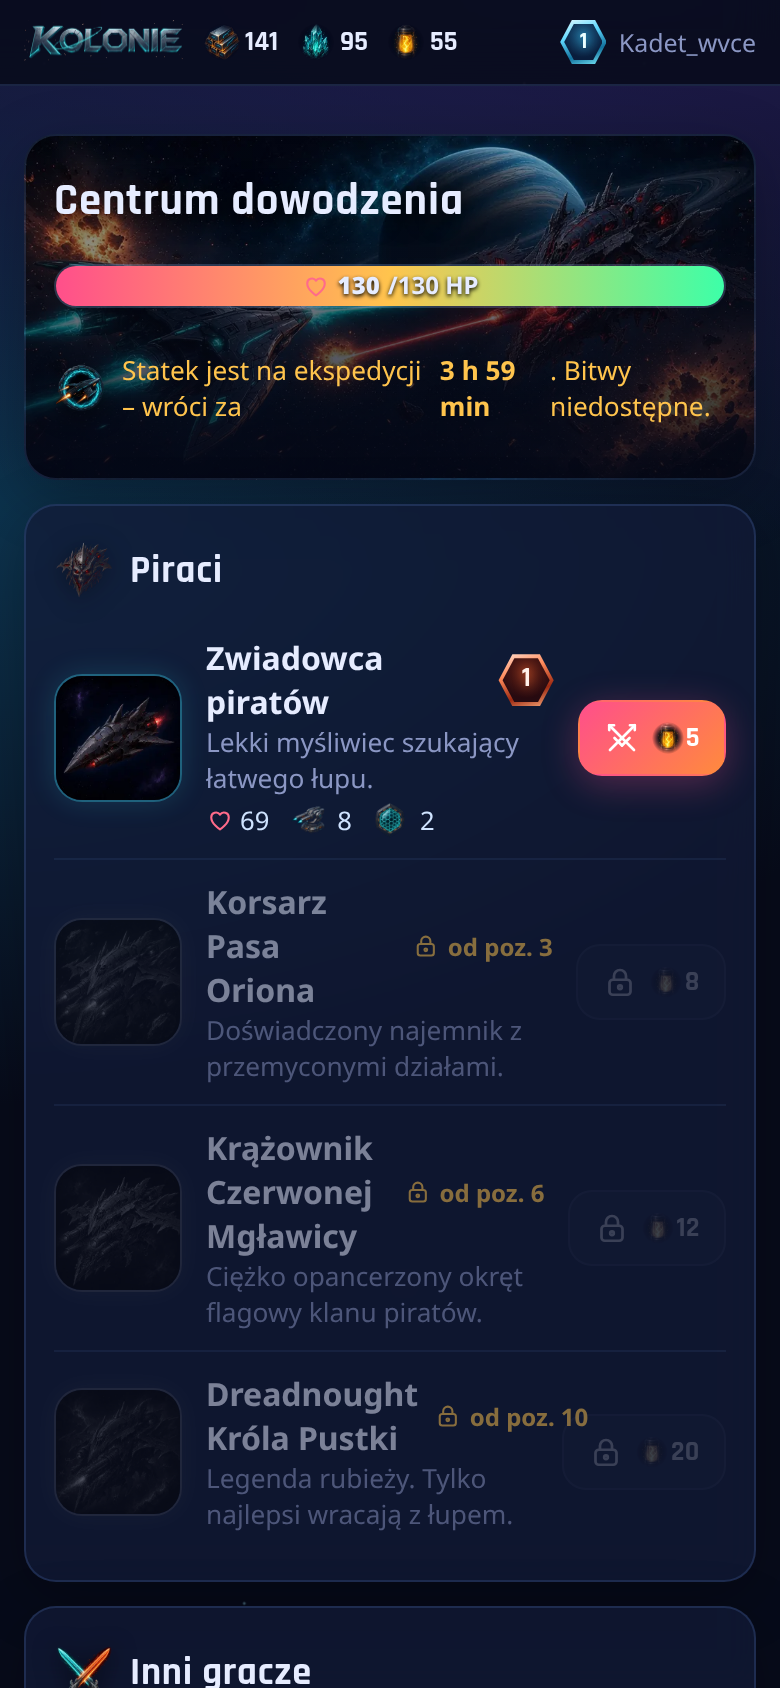 KOLONIE 141 95 55 1 Kadet_wvce
Centrum dowodzenia
130 /130 HP
Statek jest na ekspedycji 3 h 59 . Bitwy
– wróci za min niedostępne.
Piraci
Zwiadowca
piratów 1
Lekki myśliwiec szukający
łatwego łupu.
69 8 2
5
Korsarz
Pasa
Oriona
od poz. 3
Doświadczony najemnik z
przemyconymi działami.
8
Krążownik
Czerwonej
Mgławicy
od poz. 6
Ciężko opancerzony okręt
flagowy klanu piratów.
12
Dreadnought
Króla Pustki
od poz. 10
Legenda rubieży. Tylko
najlepsi wracają z łupem.
20
Inni gracze